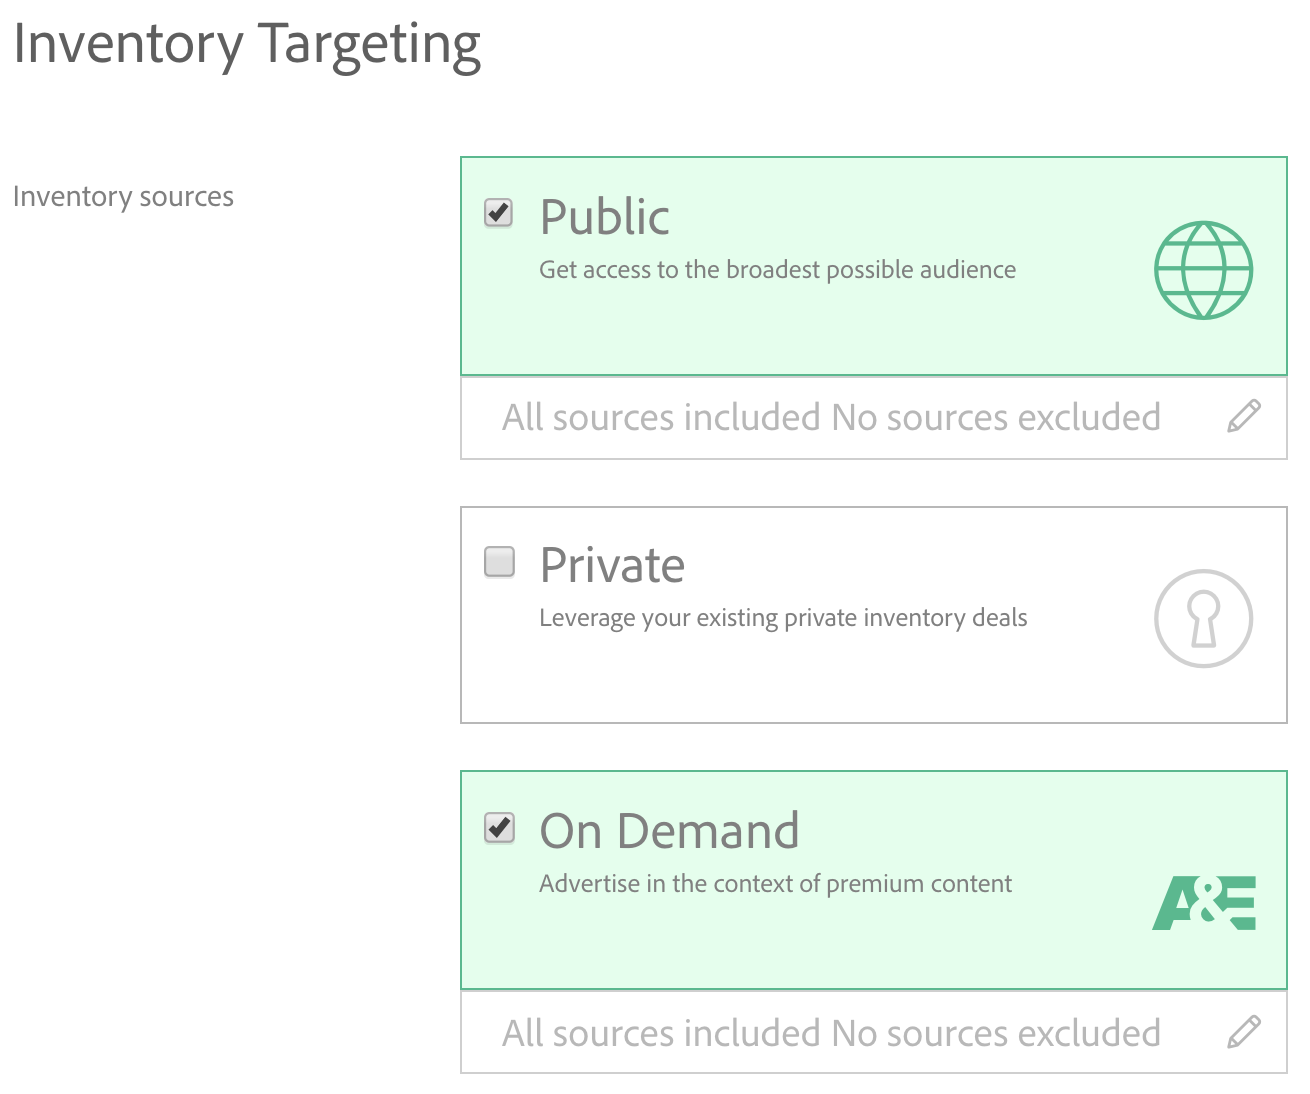 Inventory Targeting
Inventory sources
Public
Get access to the broadest possible audience
All sources included No sources excluded
Private
Leverage your existing private inventory deals
On Demand
Advertise in the context of premium content
A&E
All sources included No sources excluded